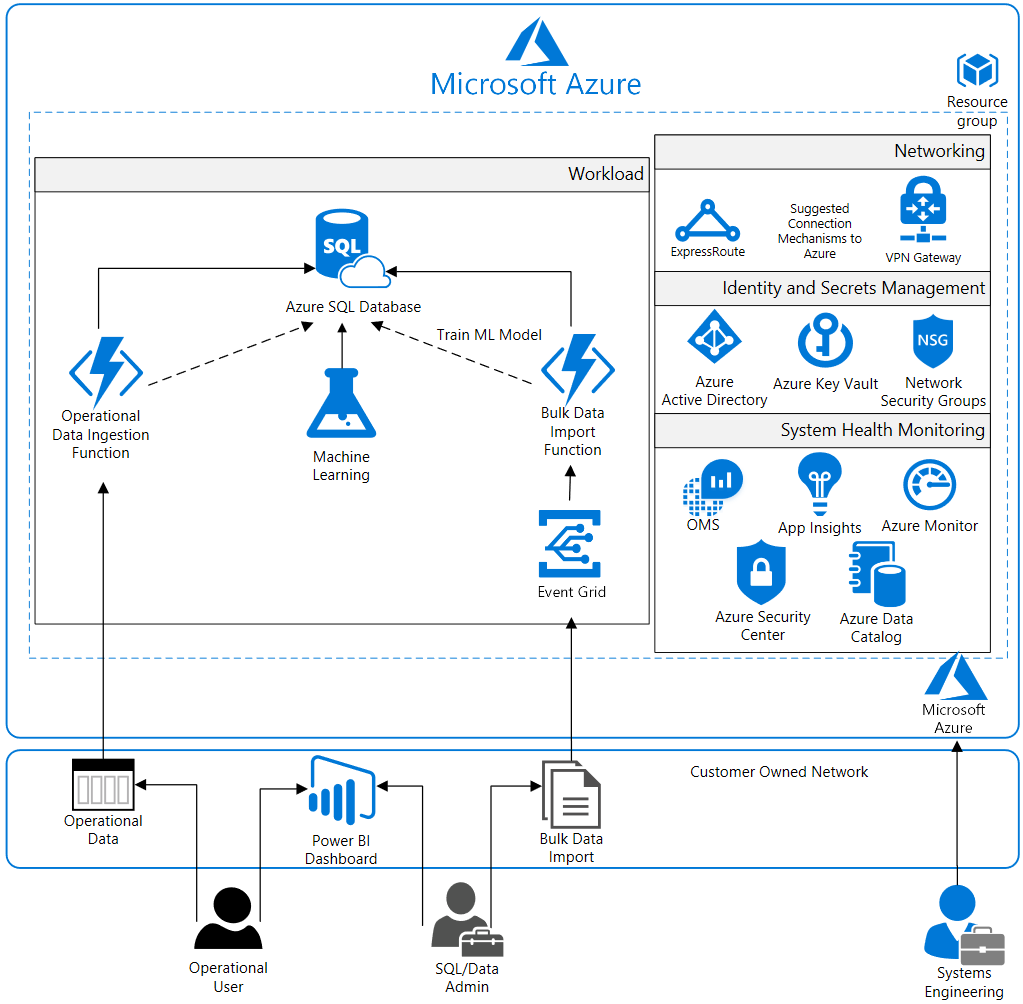 Microsoft Azure
Resource
group
Workload
SQL
Azure SQL Database
Train ML Model
Operational
Data Ingestion
Function
Machine
Learning
Bulk Data
Import
Function
Event Grid
Networking
ExpressRoute
Suggested
Connection
Mechanisms to
Azure
VPN Gateway
Identity and Secrets Management
Azure
Active Directory
Azure Key Vault
NSG
Network
Security Groups
System Health Monitoring
OMS
App Insights
Azure Monitor
Azure Security
Center
Azure Data
Catalog
Microsoft
Azure
Customer Owned Network
Operational
Data
Power BI
Dashboard
Bulk Data
Import
Operational
User
SQL/Data
Admin
Systems
Engineering